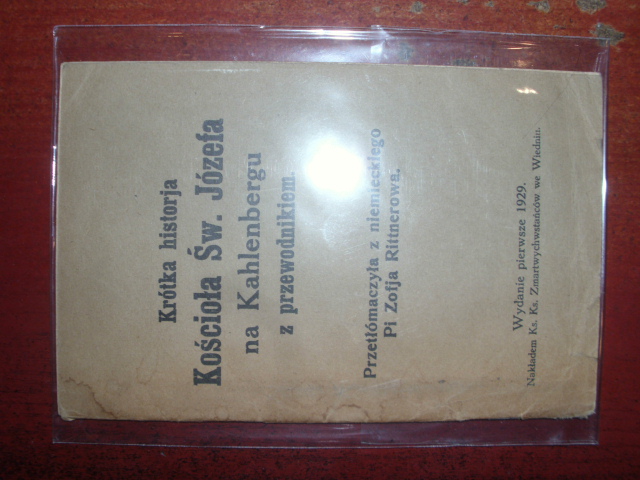 Krótka historja
Kościoła Św. Józefa
na Kahlenbergu
z przewodnikiem.
Przetłómaczyła z niemieckiego
Pi Zofja Rittnerowa.
Wydanie pierwsze 1929.
Nakładem Ks. Ks. Zmartwychwstańców we Wiedniu.